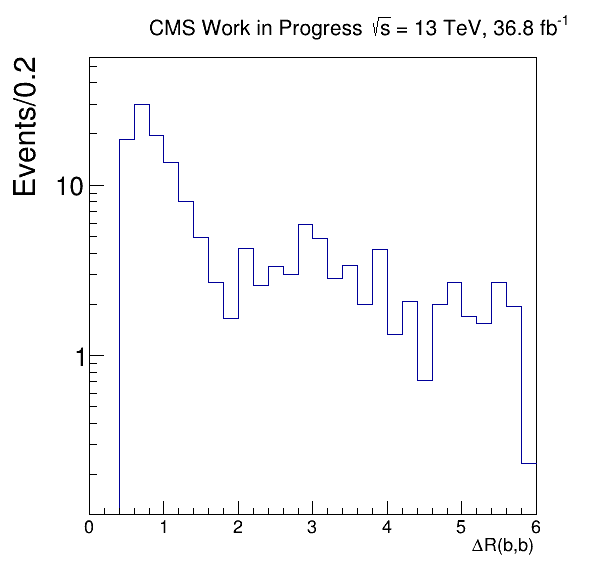 CMS Work in Progress √s = 13 TeV, 36.8 fb⁻¹
Events/0.2
10
1
0 1 2 3 4 5 6
ΔR(b,b)